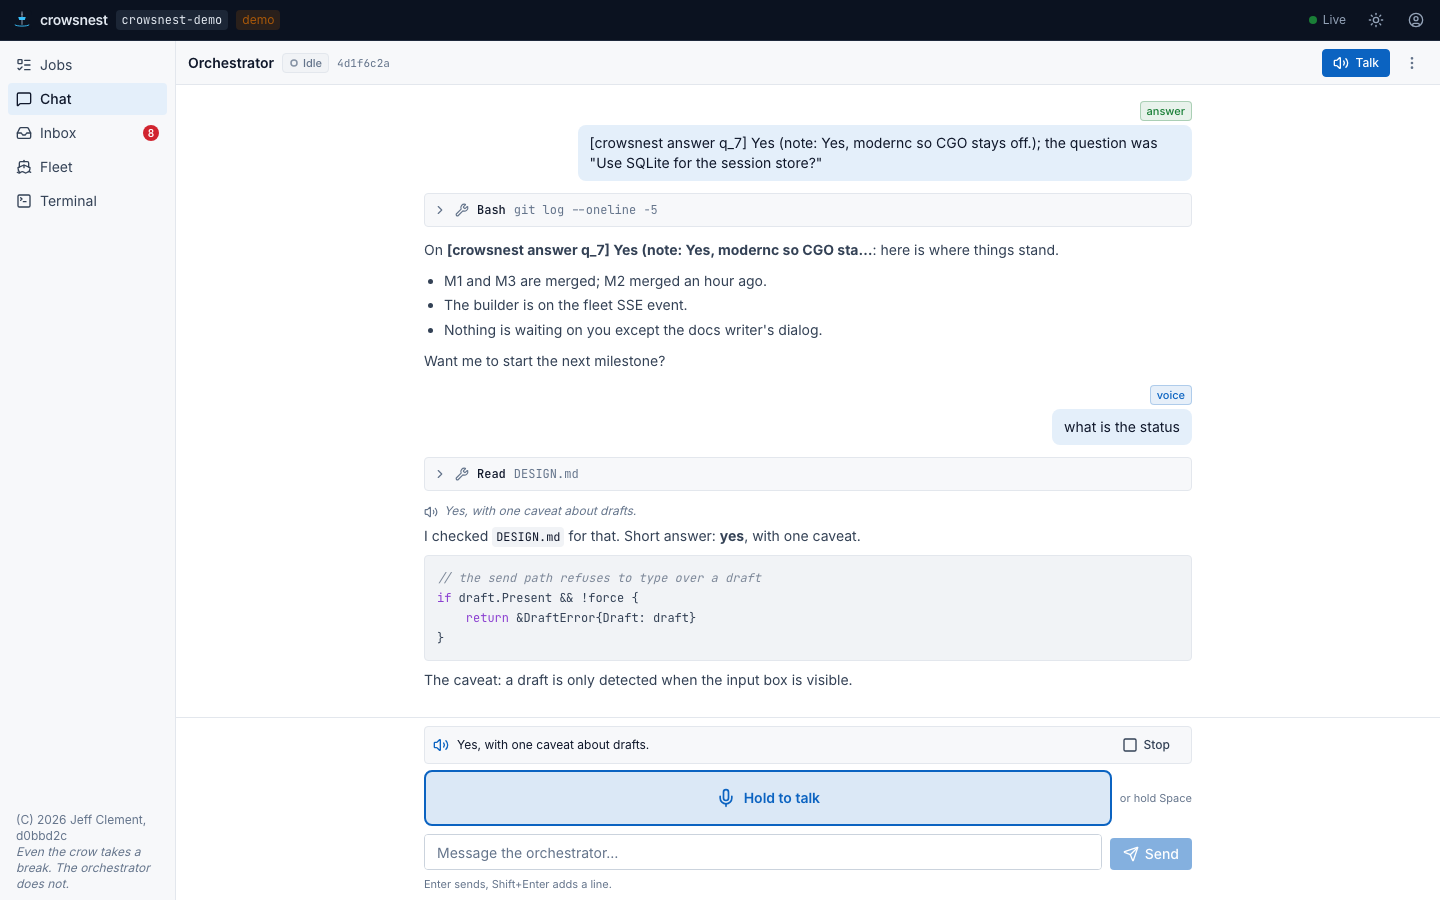 crowsnest crowsnest-demo demo Live
Jobs
Chat
Inbox 8
Fleet
Terminal
Orchestrator Idle 4d1f6c2a Talk
answer
[crowsnest answer q_7] Yes (note: Yes, modernc so CGO stays off.); the question was
"Use SQLite for the session store?"
Bash git log --oneline -5
On [crowsnest answer q_7] Yes (note: Yes, modernc so CGO sta...: here is where things stand.
• M1 and M3 are merged; M2 merged an hour ago.
• The builder is on the fleet SSE event.
• Nothing is waiting on you except the docs writer's dialog.
Want me to start the next milestone?
voice
what is the status
Read DESIGN.md
Yes, with one caveat about drafts.
I checked DESIGN.md for that. Short answer: yes, with one caveat.
// the send path refuses to type over a draft
if draft.Present && !force {
    return &DraftError{Draft: draft}
}
The caveat: a draft is only detected when the input box is visible.
Yes, with one caveat about drafts. Stop
Hold to talk or hold Space
Message the orchestrator... Send
Enter sends, Shift+Enter adds a line.
(C) 2026 Jeff Clement,
d0bbd2c
Even the crow takes a
break. The orchestrator
does not.